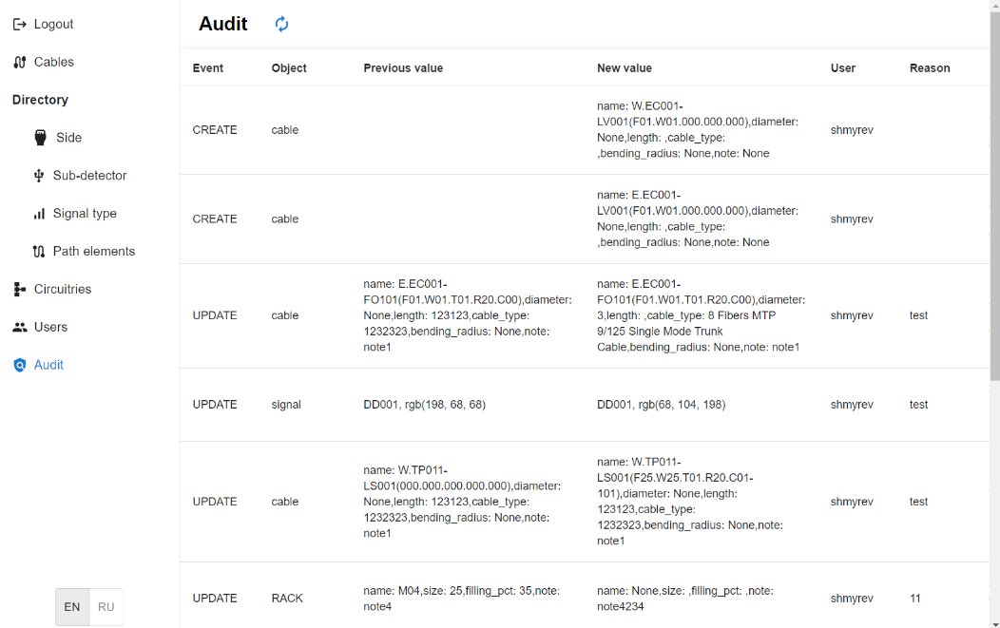 Logout
Cables
Directory
Side
Sub-detector
Signal type
Path elements
Circuitries
Users
Audit
EN RU
Audit
Event Object Previous value New value User Reason
CREATE cable
name: W.EC001-
LV001(F01.W01.000.000.000),diameter:
None,length: ,cable_type:
,bending_radius: None,note: None
shmyrev
CREATE cable
name: E.EC001-
LV001(F01.W01.000.000.000),diameter:
None,length: ,cable_type:
,bending_radius: None,note: None
shmyrev
UPDATE cable
name: E.EC001-
FO101(F01.W01.T01.R20.C00),diameter:
None,length: 123123,cable_type:
1232323,bending_radius: None,note:
note1
name: E.EC001-
FO101(F01.W01.T01.R20.C00),diameter:
3,length: ,cable_type: 8 Fibers MTP
9/125 Single Mode Trunk
Cable,bending_radius: None,note: note1
shmyrev test
UPDATE signal DD001, rgb(198, 68, 68) DD001, rgb(68, 104, 198) shmyrev test
UPDATE cable
name: W.TP011-
LS001(000.000.000.000.000),diameter:
None,length: 123123,cable_type:
1232323,bending_radius: None,note:
note1
name: W.TP011-
LS001(F25.W25.T01.R20.C01-
101),diameter: None,length:
123123,cable_type:
1232323,bending_radius: None,note:
note1
shmyrev test
UPDATE RACK
name: M04,size: 25,filling_pct: 35,note:
note4
name: None,size: ,filling_pct: ,note:
note4234
shmyrev 11